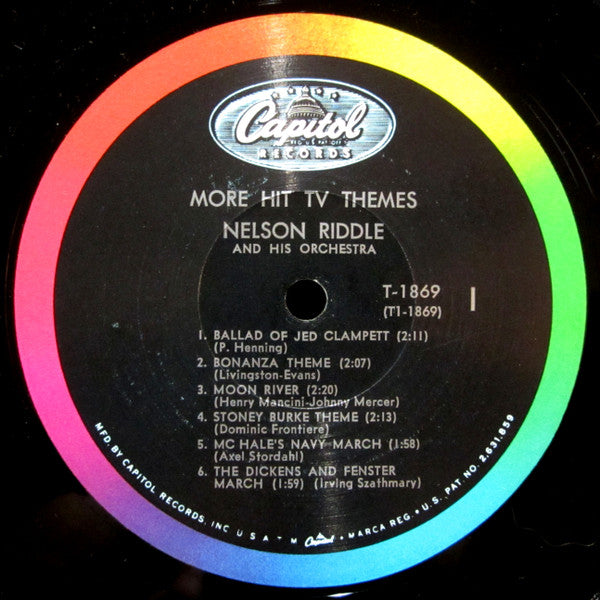 Capitol
RECORDS
MORE HIT TV THEMES
NELSON RIDDLE
AND HIS ORCHESTRA
T-1869
(T1-1869)
1
1. BALLAD OF JED CLAMPETT (2:11)
(P. Henning)
2. BONANZA THEME (2:07)
(Livingston-Evans)
3. MOON RIVER (2:20)
(Henry Mancini-Johnny Mercer)
4. STONEY BURKE THEME (2:13)
(Dominic Frontiere)
5. MC HALE'S NAVY MARCH (1:58)
(Axel Stordahl)
6. THE DICKENS AND FENSTER
MARCH (1:59) (Irving Szathmary)
MFD. BY CAPITOL RECORDS, INC U S A ™ Capitol MARCA REG. • U.S. PAT. NO. 2,631,859